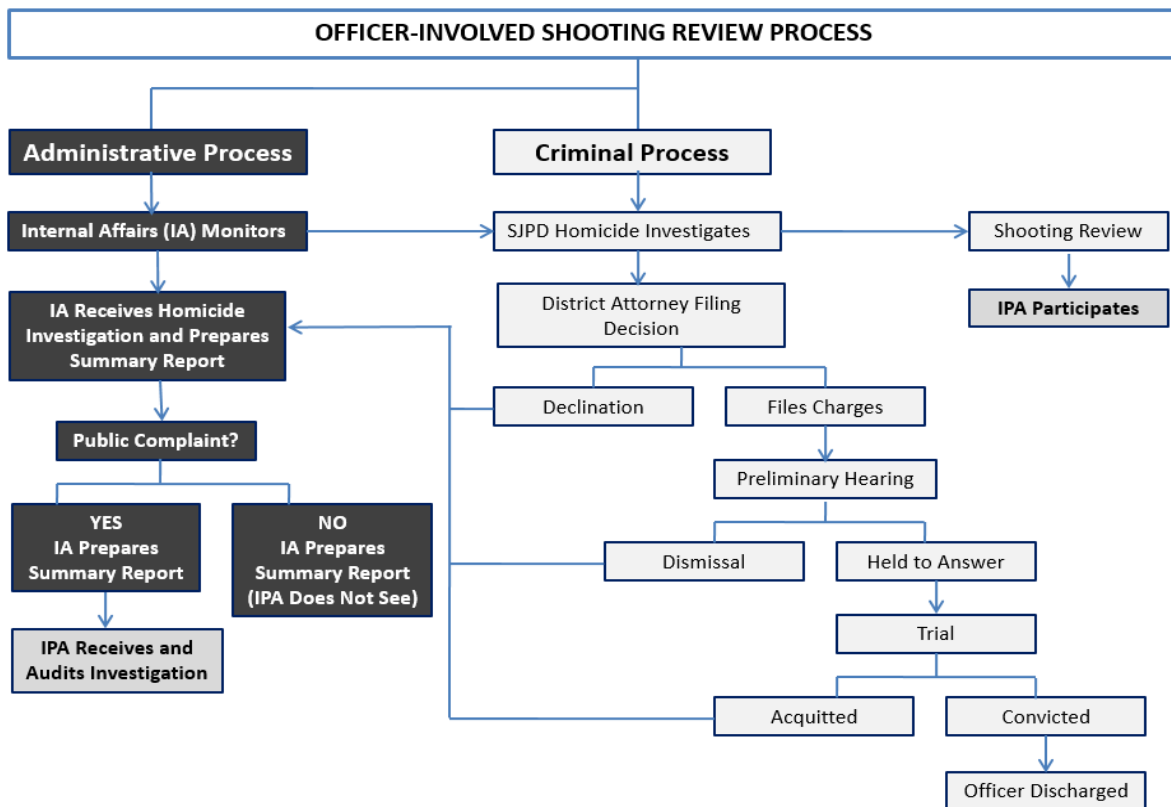 OFFICER-INVOLVED SHOOTING REVIEW PROCESS
Administrative Process
Criminal Process
Internal Affairs (IA) Monitors
SJPD Homicide Investigates
Shooting Review
IPA Participates
IA Receives Homicide
Investigation and Prepares
Summary Report
District Attorney Filing
Decision
Declination
Files Charges
Public Complaint?
Preliminary Hearing
YES
IA Prepares
Summary Report
NO
IA Prepares
Summary Report
(IPA Does Not See)
Dismissal
Held to Answer
IPA Receives and
Audits Investigation
Trial
Acquitted
Convicted
Officer Discharged